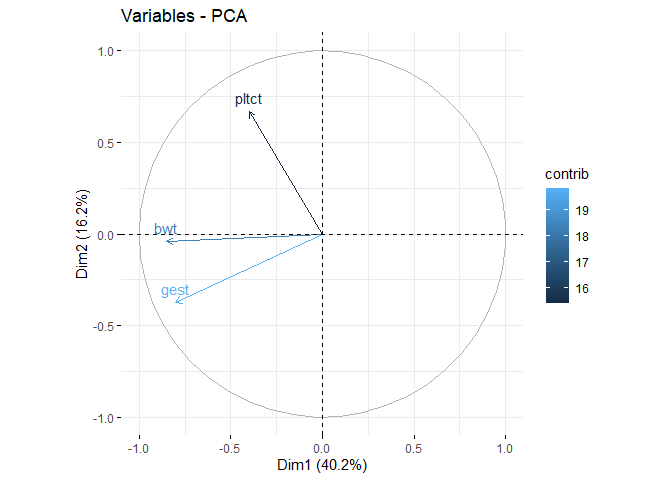 Variables - PCA
1.0
pltct
0.5
contrib
19
bwt
0.0
18
Dim2 (16.2%)
17
gest
16
-0.5
-1.0
-1.0
-0.5
0.0
0.5
1.0
Dim1 (40.2%)